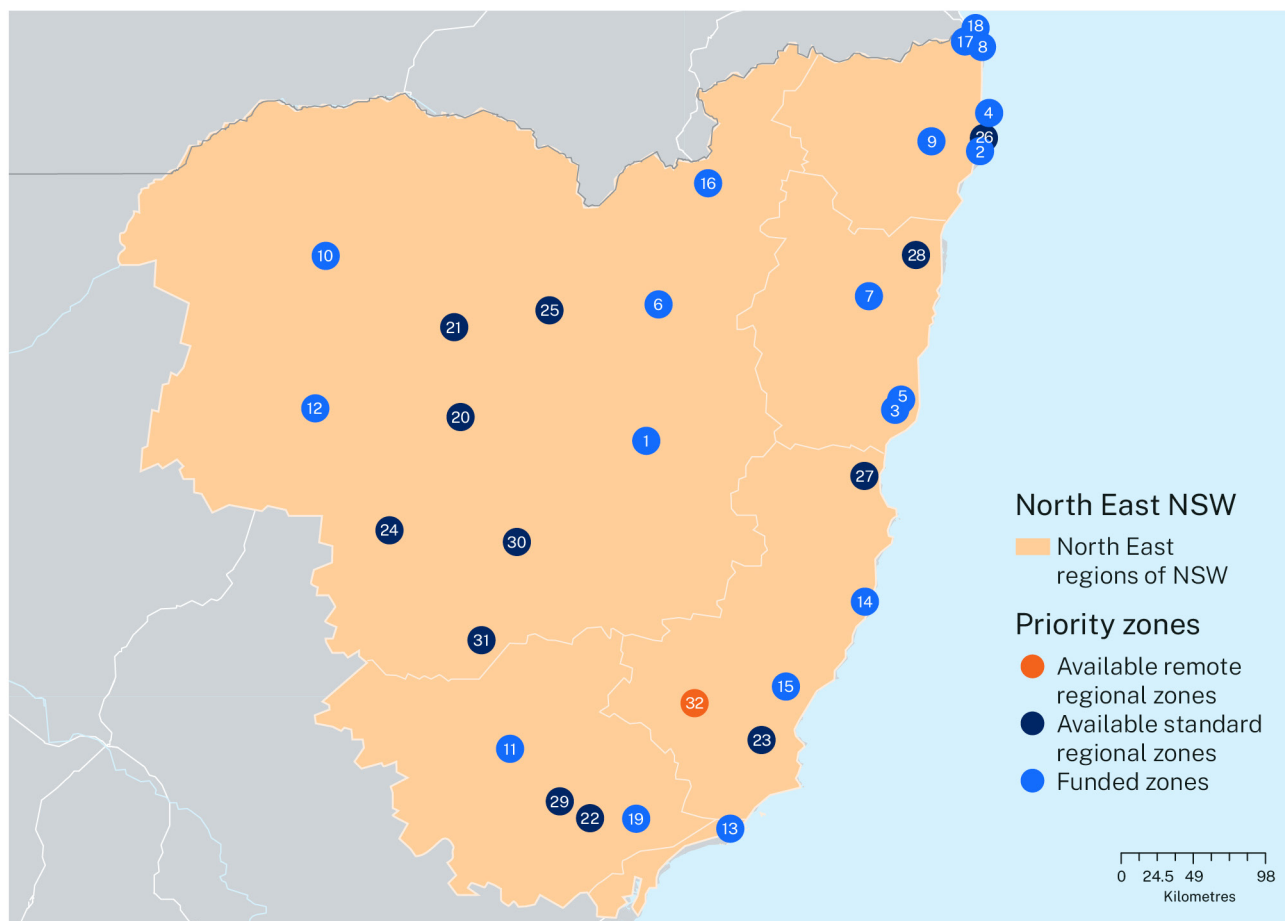 18
17
8
4
26
9
2
16
10
28
7
6
25
21
5
12
3
20
1
27
24
30
14
31
15
32
23
11
29
22
19
13
North East NSW
North East
regions of NSW
Priority zones
Available remote
regional zones
Available standard
regional zones
Funded zones
0 24.5 49 98
Kilometres